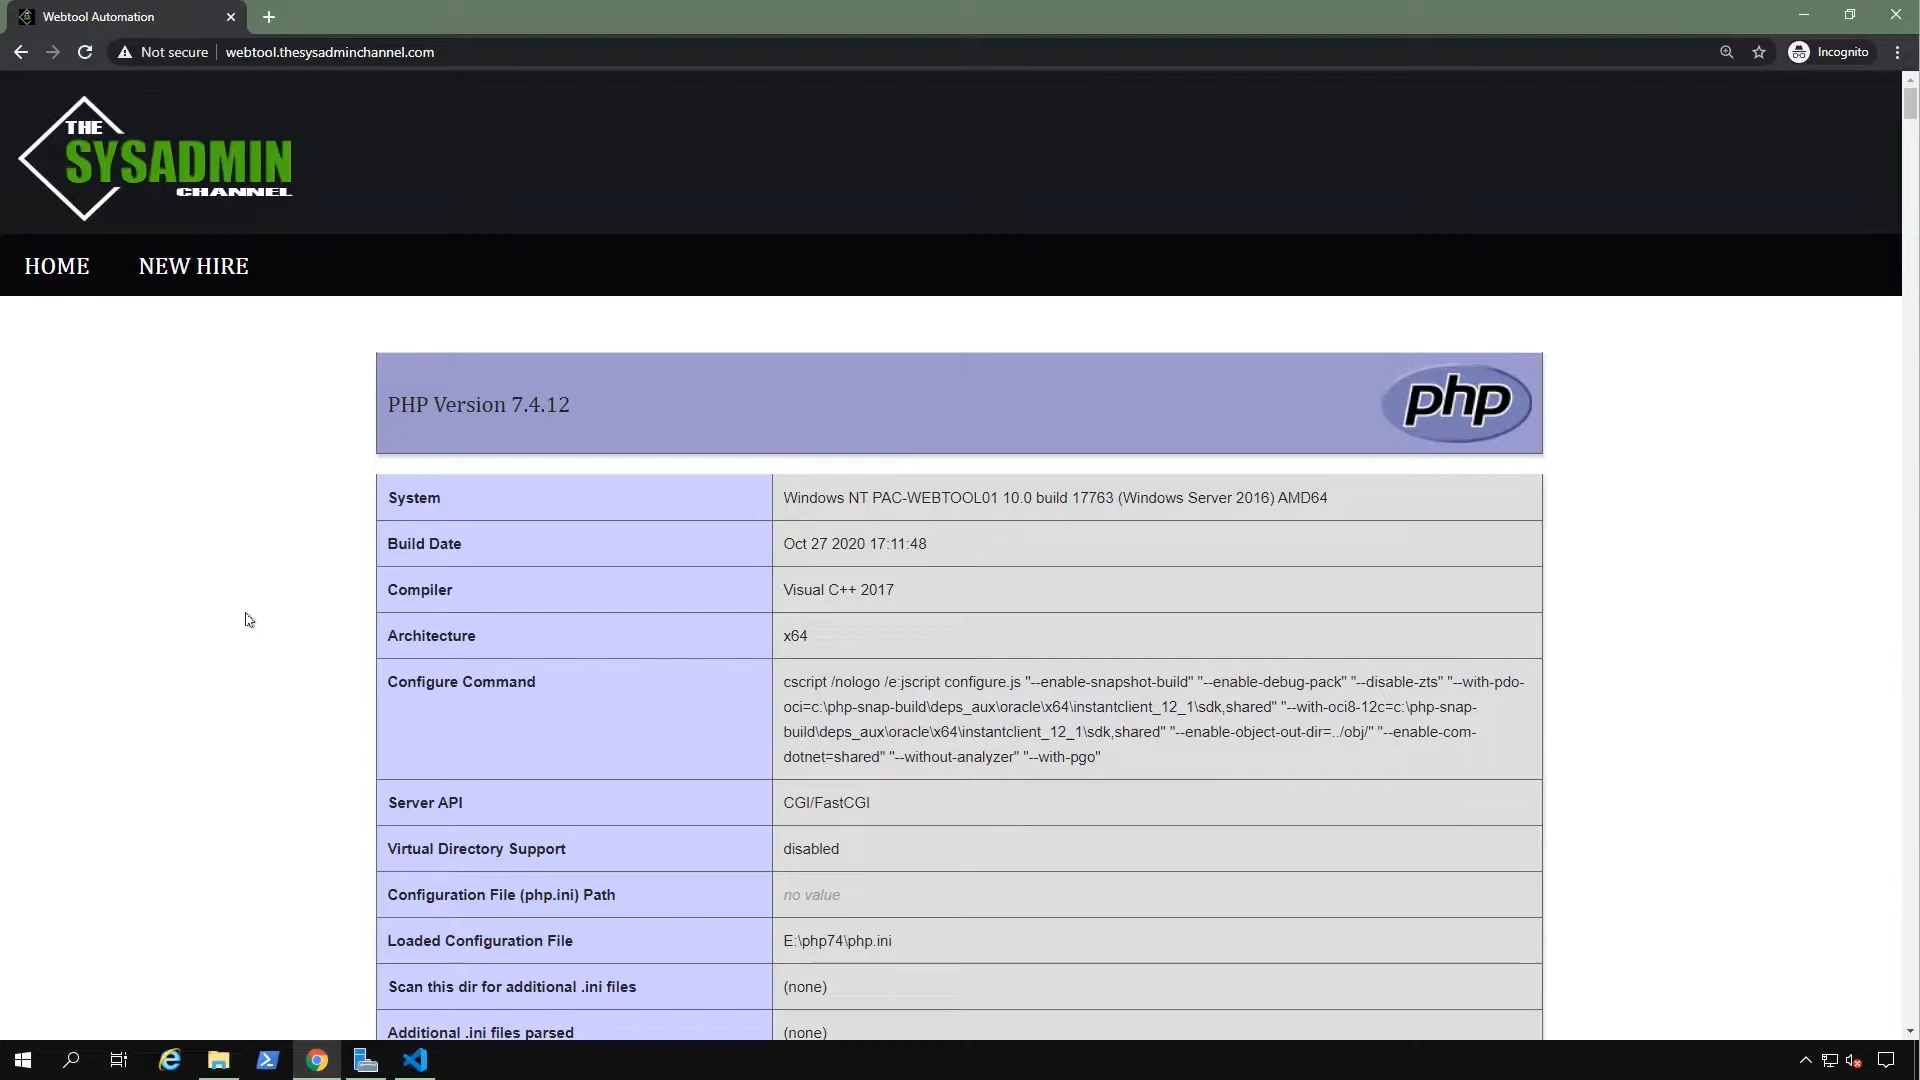 Webtool Automation
Not secure
webtool.thesysadminchannel.com
Incognito
THE
SYSADMIN
CHANNEL
HOME
NEW HIRE
PHP Version 7.4.12
php
System
Windows NT PAC-WEBTOOL01 10.0 build 17763 (Windows Server 2016) AMD64
Build Date
Oct 27 2020 17:11:48
Compiler
Visual C++ 2017
Architecture
x64
Configure Command
cscript /nologo /e:jscript configure.js "--enable-snapshot-build" "--enable-debug-pack" "--disable-zts" "--with-pdo-
oci=c:\php-snap-build\deps_aux\oracle\x64\instantclient_12_1\sdk,shared" "--with-oci8-12c=c:\php-snap-
build\deps_aux\oracle\x64\instantclient_12_1\sdk,shared" "--enable-object-out-dir=../obj/" "--enable-com-
dotnet=shared" "--without-analyzer" "--with-pgo"
Server API
CGI/FastCGI
Virtual Directory Support
disabled
Configuration File (php.ini) Path
no value
Loaded Configuration File
E:\php74\php.ini
Scan this dir for additional .ini files
(none)
Additional .ini files parsed
(none)